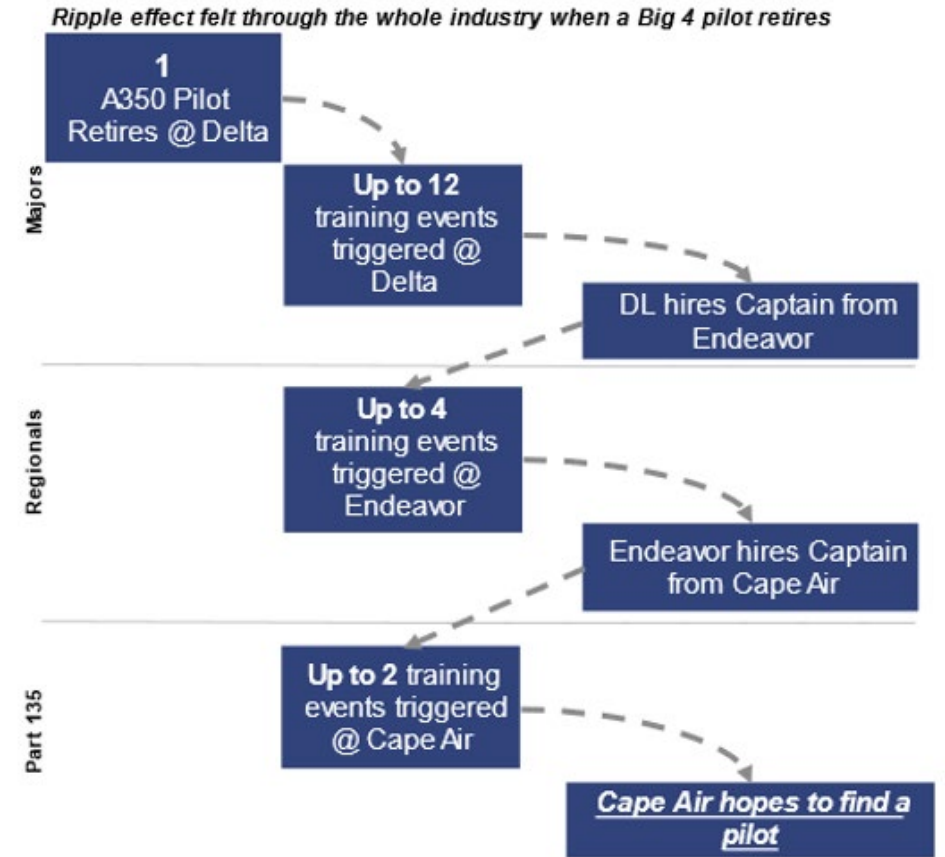 Ripple effect felt through the whole industry when a Big 4 pilot retires
Majors
1
A350 Pilot
Retires @ Delta
Up to 12
training events
triggered @
Delta
DL hires Captain from
Endeavor
Regionals
Up to 4
training events
triggered @
Endeavor
Endeavor hires Captain
from Cape Air
Part 135
Up to 2 training
events triggered
@ Cape Air
Cape Air hopes to find a
pilot